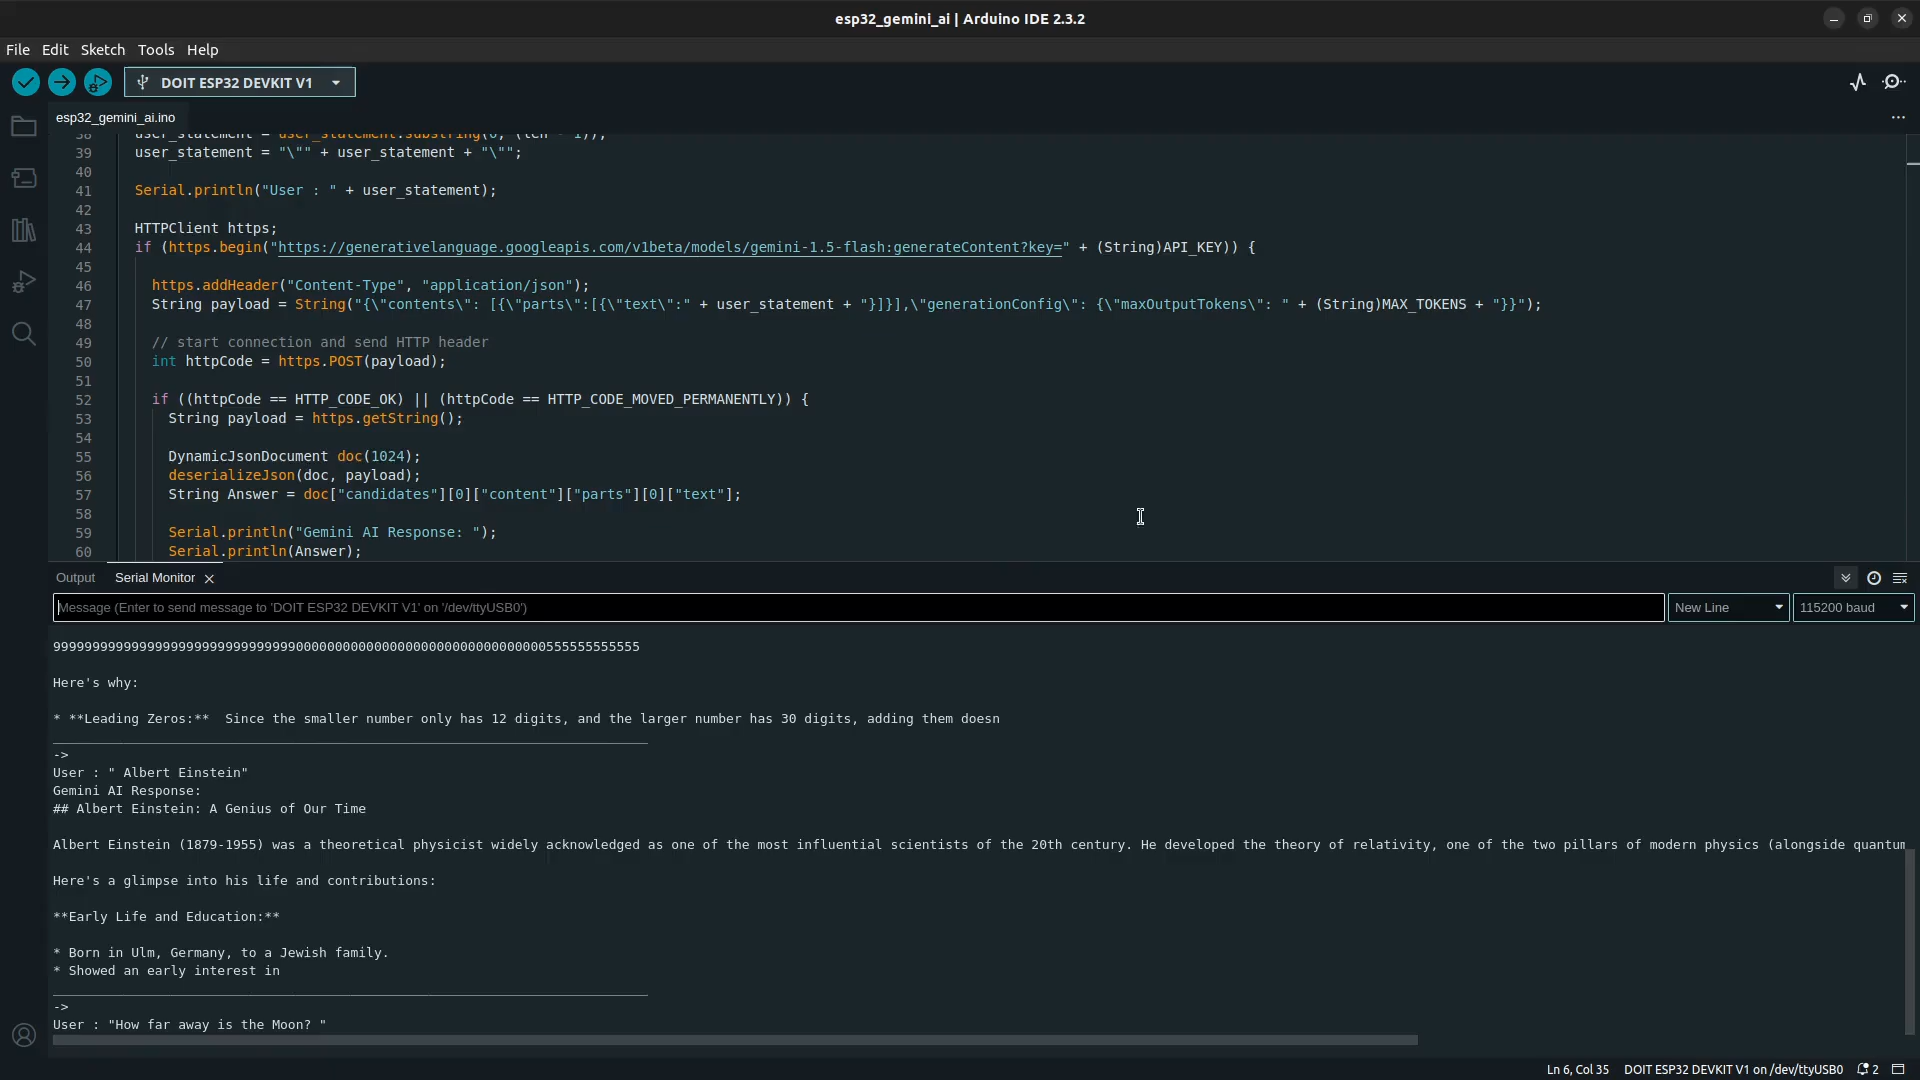 esp32_gemini_ai | Arduino IDE 2.3.2
File Edit Sketch Tools Help
DOIT ESP32 DEVKIT V1
esp32_gemini_ai.ino
38 user_statement = user_statement.substring(0, (len - 1));
39 user_statement = "\"" + user_statement + "\"";
40
41 Serial.println("User : " + user_statement);
42
43 HTTPClient https;
44 if (https.begin("https://generativelanguage.googleapis.com/v1beta/models/gemini-1.5-flash:generateContent?key=" + (String)API_KEY)) {
45
46 https.addHeader("Content-Type", "application/json");
47 String payload = String("{\"contents\": [{\"parts\":[{\"text\":" + user_statement + "}]}],\"generationConfig\": {\"maxOutputTokens\": " + (String)MAX_TOKENS + "}}");
48
49 // start connection and send HTTP header
50 int httpCode = https.POST(payload);
51
52 if ((httpCode == HTTP_CODE_OK) || (httpCode == HTTP_CODE_MOVED_PERMANENTLY)) {
53 String payload = https.getString();
54
55 DynamicJsonDocument doc(1024);
56 deserializeJson(doc, payload);
57 String Answer = doc["candidates"][0]["content"]["parts"][0]["text"];
58
59 Serial.println("Gemini AI Response: ");
60 Serial.println(Answer);
Output Serial Monitor
Message (Enter to send message to 'DOIT ESP32 DEVKIT V1' on '/dev/ttyUSB0') New Line 115200 baud
Here's why:
* **Leading Zeros:**  Since the smaller number only has 12 digits, and the larger number has 30 digits, adding them doesn
->
User : " Albert Einstein"
Gemini AI Response:
## Albert Einstein: A Genius of Our Time
Albert Einstein (1879-1955) was a theoretical physicist widely acknowledged as one of the most influential scientists of the 20th century. He developed the theory of relativity, one of the two pillars of modern physics (alongside quantum
Here's a glimpse into his life and contributions:
**Early Life and Education:**
* Born in Ulm, Germany, to a Jewish family.
* Showed an early interest in
->
User : "How far away is the Moon? "
Ln 6, Col 35 DOIT ESP32 DEVKIT V1 on /dev/ttyUSB0 2